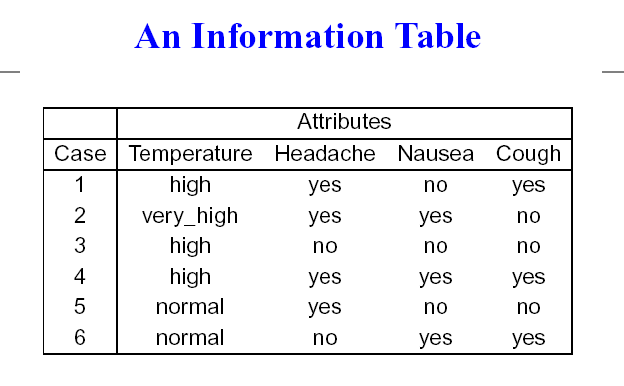 An Information Table
Attributes
Case Temperature Headache Nausea Cough
1 high yes no yes
2 very_high yes yes no
3 high no no no
4 high yes yes yes
5 normal yes no no
6 normal no yes yes